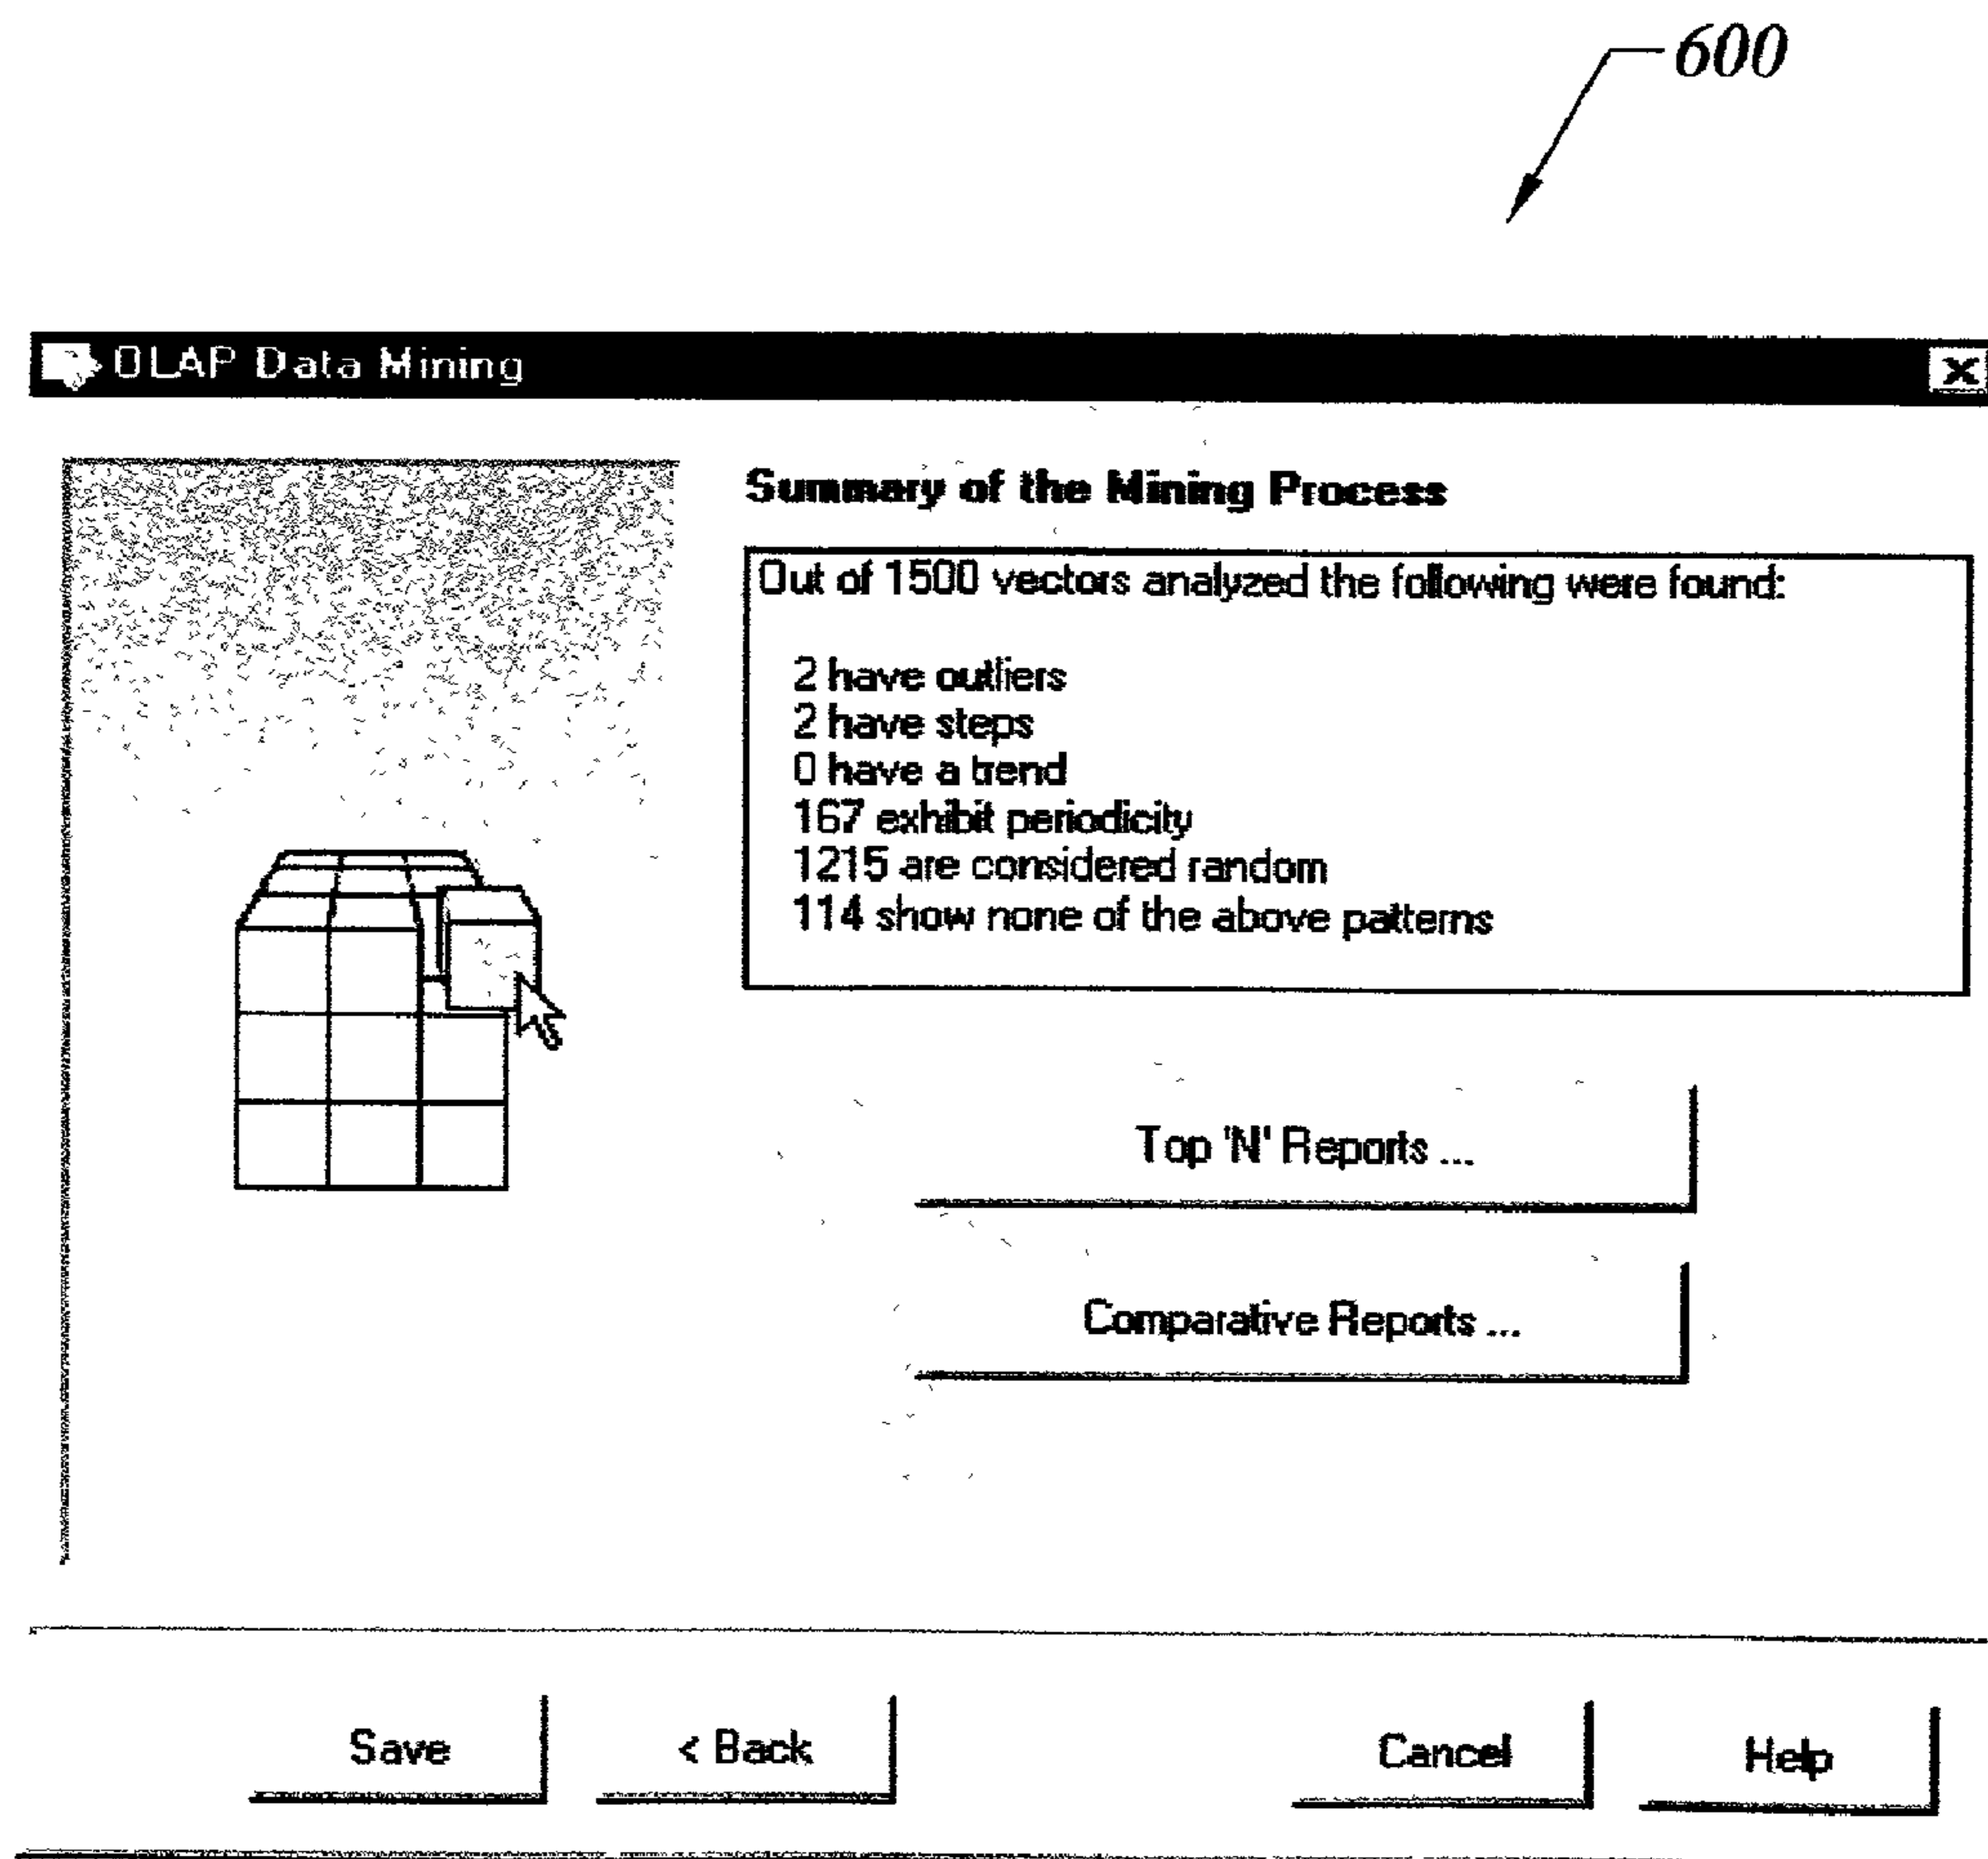 600
OLAP Data Mining
Summary of the Mining Process
Out of 1500 vectors analyzed the following were found:
2 have outliers
2 have steps
0 have a trend
167 exhibit periodicity
1215 are considered random
114 show none of the above patterns
Top 'N' Reports ...
Comparative Reports ...
Save
< Back
Cancel
Help